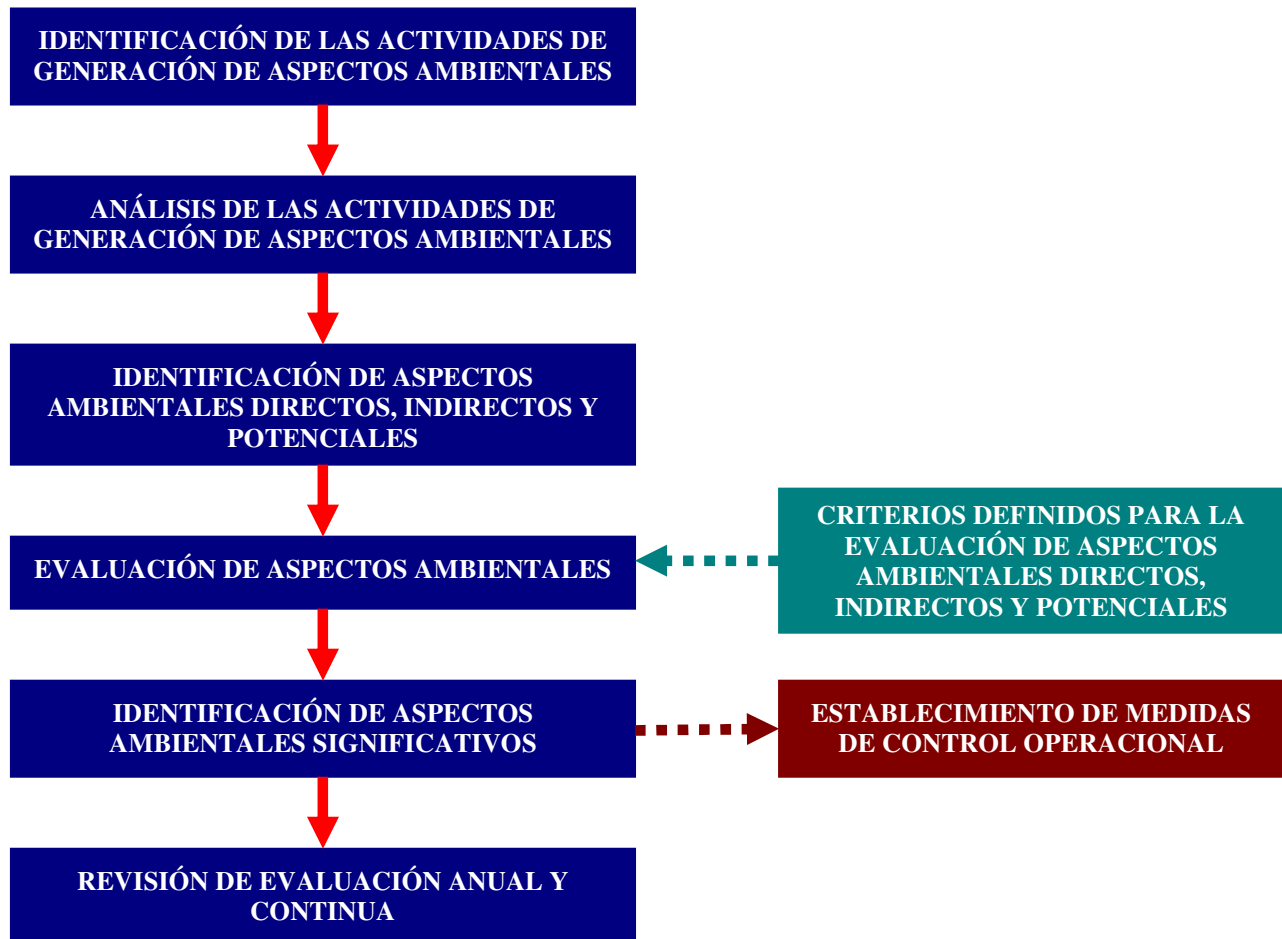 IDENTIFICACIÓN DE LAS ACTIVIDADES DE
GENERACIÓN DE ASPECTOS AMBIENTALES
ANÁLISIS DE LAS ACTIVIDADES DE
GENERACIÓN DE ASPECTOS AMBIENTALES
IDENTIFICACIÓN DE ASPECTOS
AMBIENTALES DIRECTOS, INDIRECTOS Y
POTENCIALES
EVALUACIÓN DE ASPECTOS AMBIENTALES
CRITERIOS DEFINIDOS PARA LA
EVALUACIÓN DE ASPECTOS
AMBIENTALES DIRECTOS,
INDIRECTOS Y POTENCIALES
IDENTIFICACIÓN DE ASPECTOS
AMBIENTALES SIGNIFICATIVOS
ESTABLECIMIENTO DE MEDIDAS
DE CONTROL OPERACIONAL
REVISIÓN DE EVALUACIÓN ANUAL Y
CONTINUA